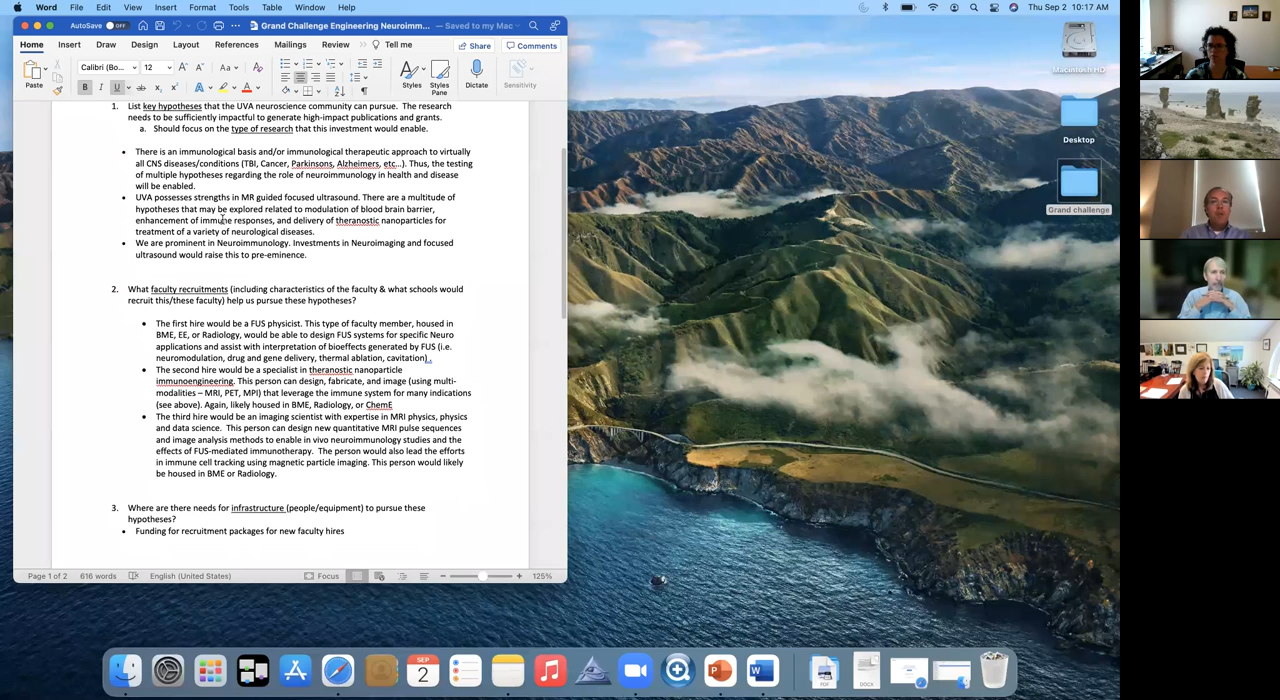 Word File Edit View Insert Format Tools Table Window Help Thu Sep 2 10:17 AM
AutoSave OFF Grand Challenge Engineering Neuroimm... — Saved to my Mac
Home Insert Draw Design Layout References Mailings Review Tell me Share Comments
Calibri (Bo... 12
Paste Styles Styles Pane Dictate Sensitivity
1. List key hypotheses that the UVA neuroscience community can pursue. The research
needs to be sufficiently impactful to generate high-impact publications and grants.
a. Should focus on the type of research that this investment would enable.
• There is an immunological basis and/or immunological therapeutic approach to virtually
all CNS diseases/conditions (TBI, Cancer, Parkinsons, Alzheimers, etc...). Thus, the testing
of multiple hypotheses regarding the role of neuroimmunology in health and disease
will be enabled.
• UVA possesses strengths in MR guided focused ultrasound. There are a multitude of
hypotheses that may be explored related to modulation of blood brain barrier,
enhancement of immune responses, and delivery of theranostic nanoparticles for
treatment of a variety of neurological diseases.
• We are prominent in Neuroimmunology. Investments in Neuroimaging and focused
ultrasound would raise this to pre-eminence.
2. What faculty recruitments (including characteristics of the faculty & what schools would
recruit this/these faculty) help us pursue these hypotheses?
• The first hire would be a FUS physicist. This type of faculty member, housed in
BME, EE, or Radiology, would be able to design FUS systems for specific Neuro
applications and assist with interpretation of bioeffects generated by FUS (i.e.
neuromodulation, drug and gene delivery, thermal ablation, cavitation) .
• The second hire would be a specialist in theranostic nanoparticle
immunoengineering. This person can design, fabricate, and image (using multi-
modalities – MRI, PET, MPI) that leverage the immune system for many indications
(see above). Again, likely housed in BME, Radiology, or ChemE
• The third hire would be an imaging scientist with expertise in MRI physics, physics
and data science. This person can design new quantitative MRI pulse sequences
and image analysis methods to enable in vivo neuroimmunology studies and the
effects of FUS-mediated immunotherapy. The person would also lead the efforts
in immune cell tracking using magnetic particle imaging. This person would likely
be housed in BME or Radiology.
3. Where are there needs for infrastructure (people/equipment) to pursue these
hypotheses?
• Funding for recruitment packages for new faculty hires
Page 1 of 2 616 words English (United States) Focus 125%
Macintosh HD
Desktop
Grand challenge
SEP
2
PDF
DOCX